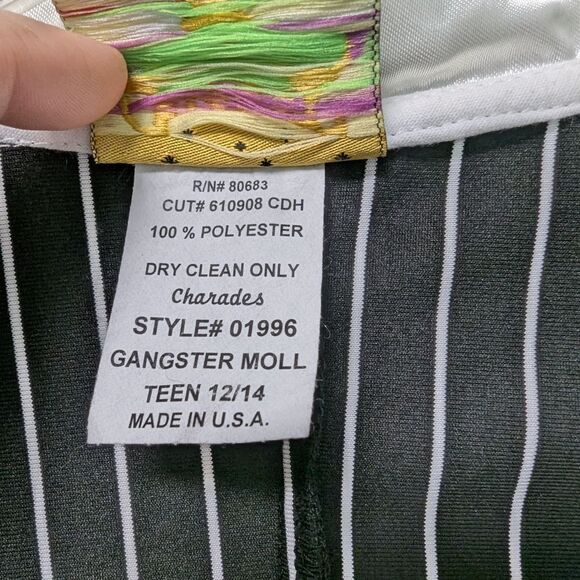 R/N# 80683
CUT# 610908 CDH
100 % POLYESTER
DRY CLEAN ONLY
Charades
STYLE# 01996
GANGSTER MOLL
TEEN 12/14
MADE IN U.S.A.